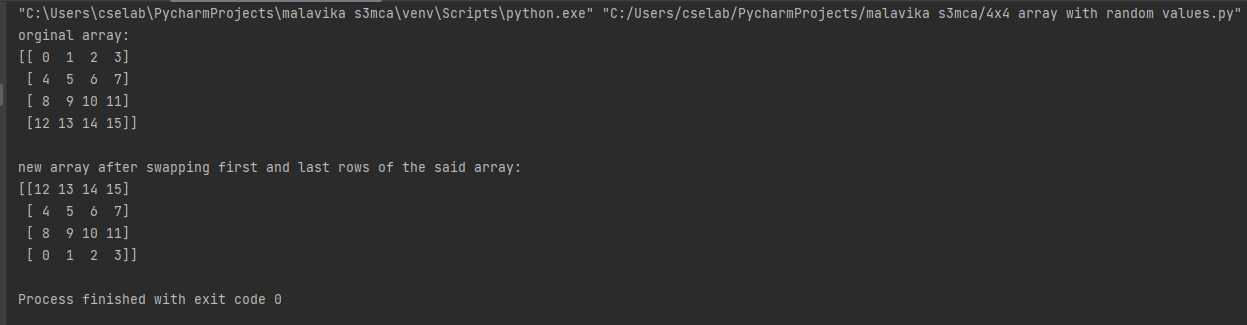 "C:\Users\cselab\PycharmProjects\malavika s3mca\venv\Scripts\python.exe" "C:/Users/cselab/PycharmProjects/malavika s3mca/4x4 array with random values.py"
orginal array:
[[ 0  1  2  3]
 [ 4  5  6  7]
 [ 8  9 10 11]
 [12 13 14 15]]
new array after swapping first and last rows of the said array:
[[12 13 14 15]
 [ 4  5  6  7]
 [ 8  9 10 11]
 [ 0  1  2  3]]
Process finished with exit code 0